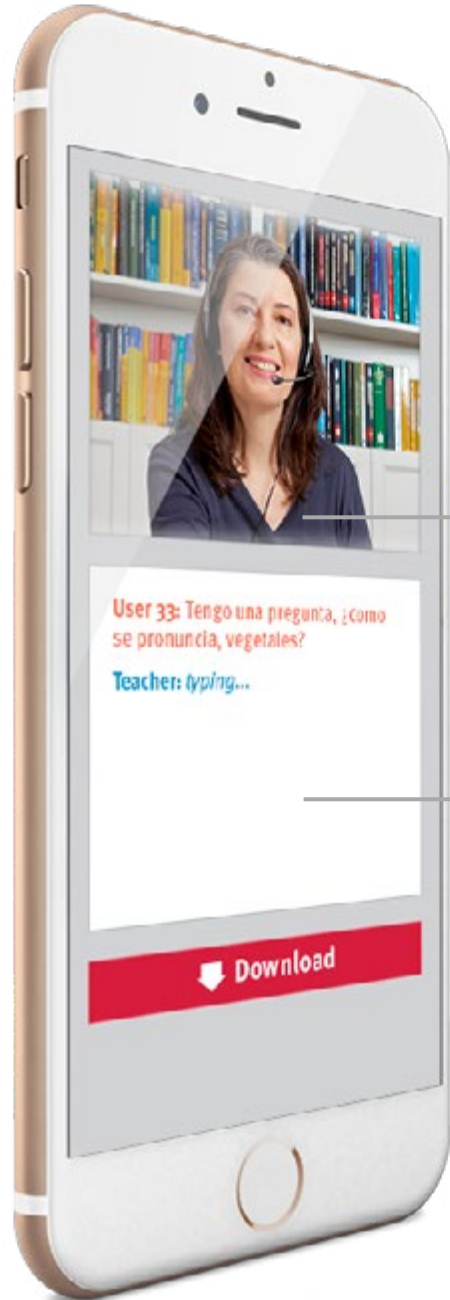 User 33: Tengo una pregunta, ¿como
se pronuncia, vegetales?
Teacher: typing...
Download